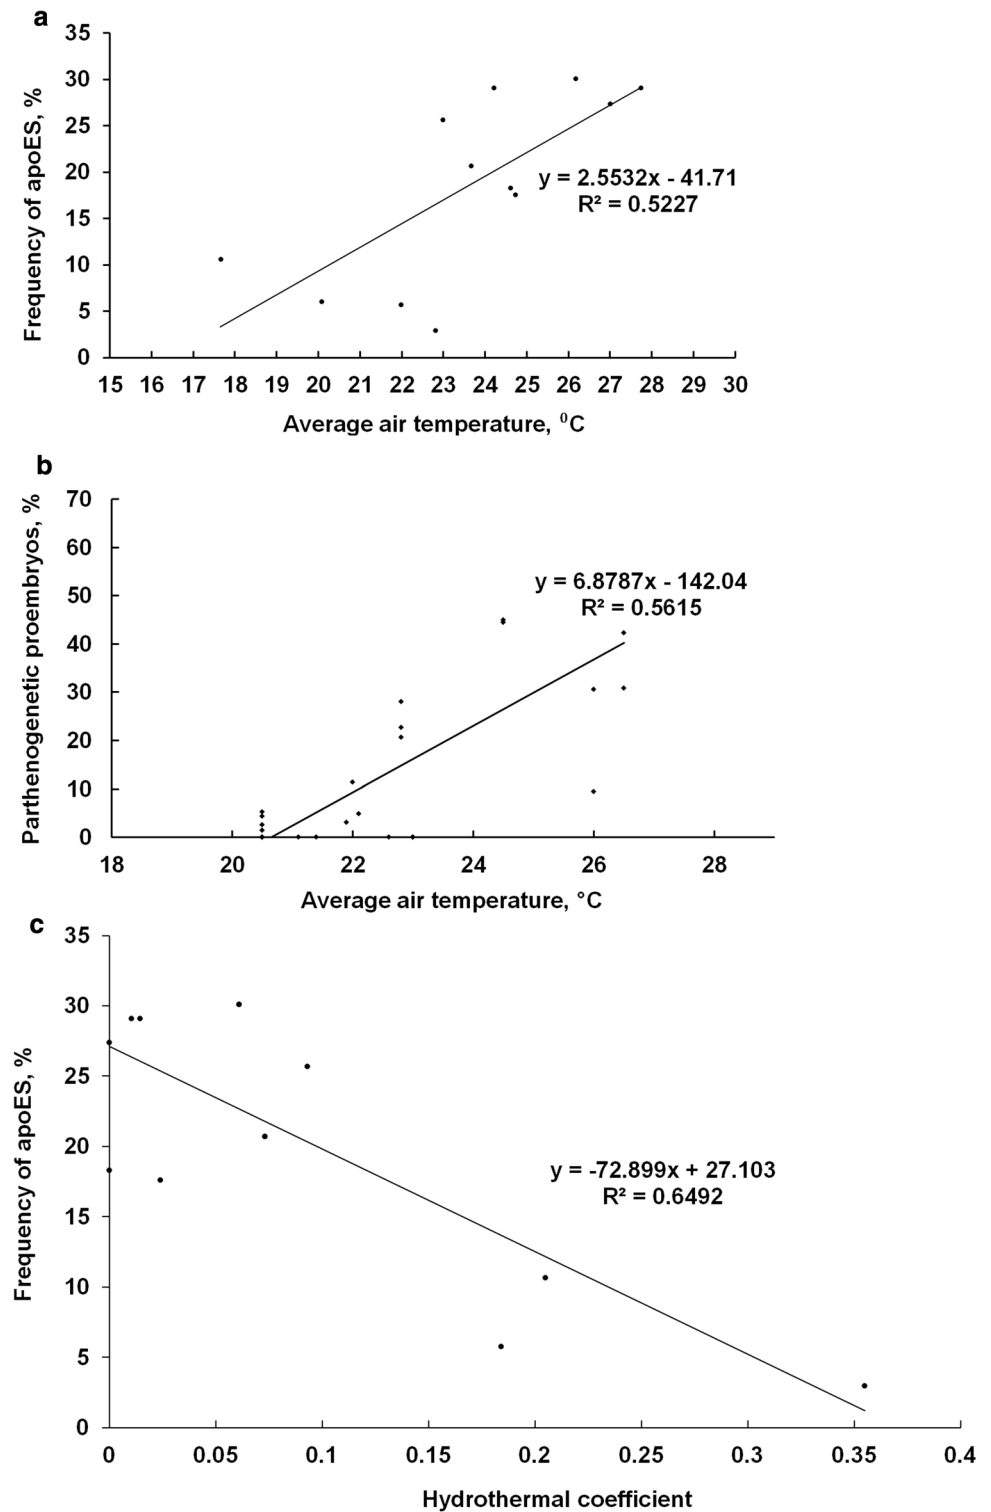 a
Frequency of apoES, %
35
30
25
20
15
10
5
0
y = 2.5532x - 41.71
R² = 0.5227
15 16 17 18 19 20 21 22 23 24 25 26 27 28 29 30
Average air temperature, ⁰C
b
Parthenogenetic proembryos, %
70
60
50
40
30
20
10
0
y = 6.8787x - 142.04
R² = 0.5615
18 20 22 24 26 28
Average air temperature, °C
c
Frequency of apoES, %
35
30
25
20
15
10
5
0
y = -72.899x + 27.103
R² = 0.6492
0 0.05 0.1 0.15 0.2 0.25 0.3 0.35 0.4
Hydrothermal coefficient